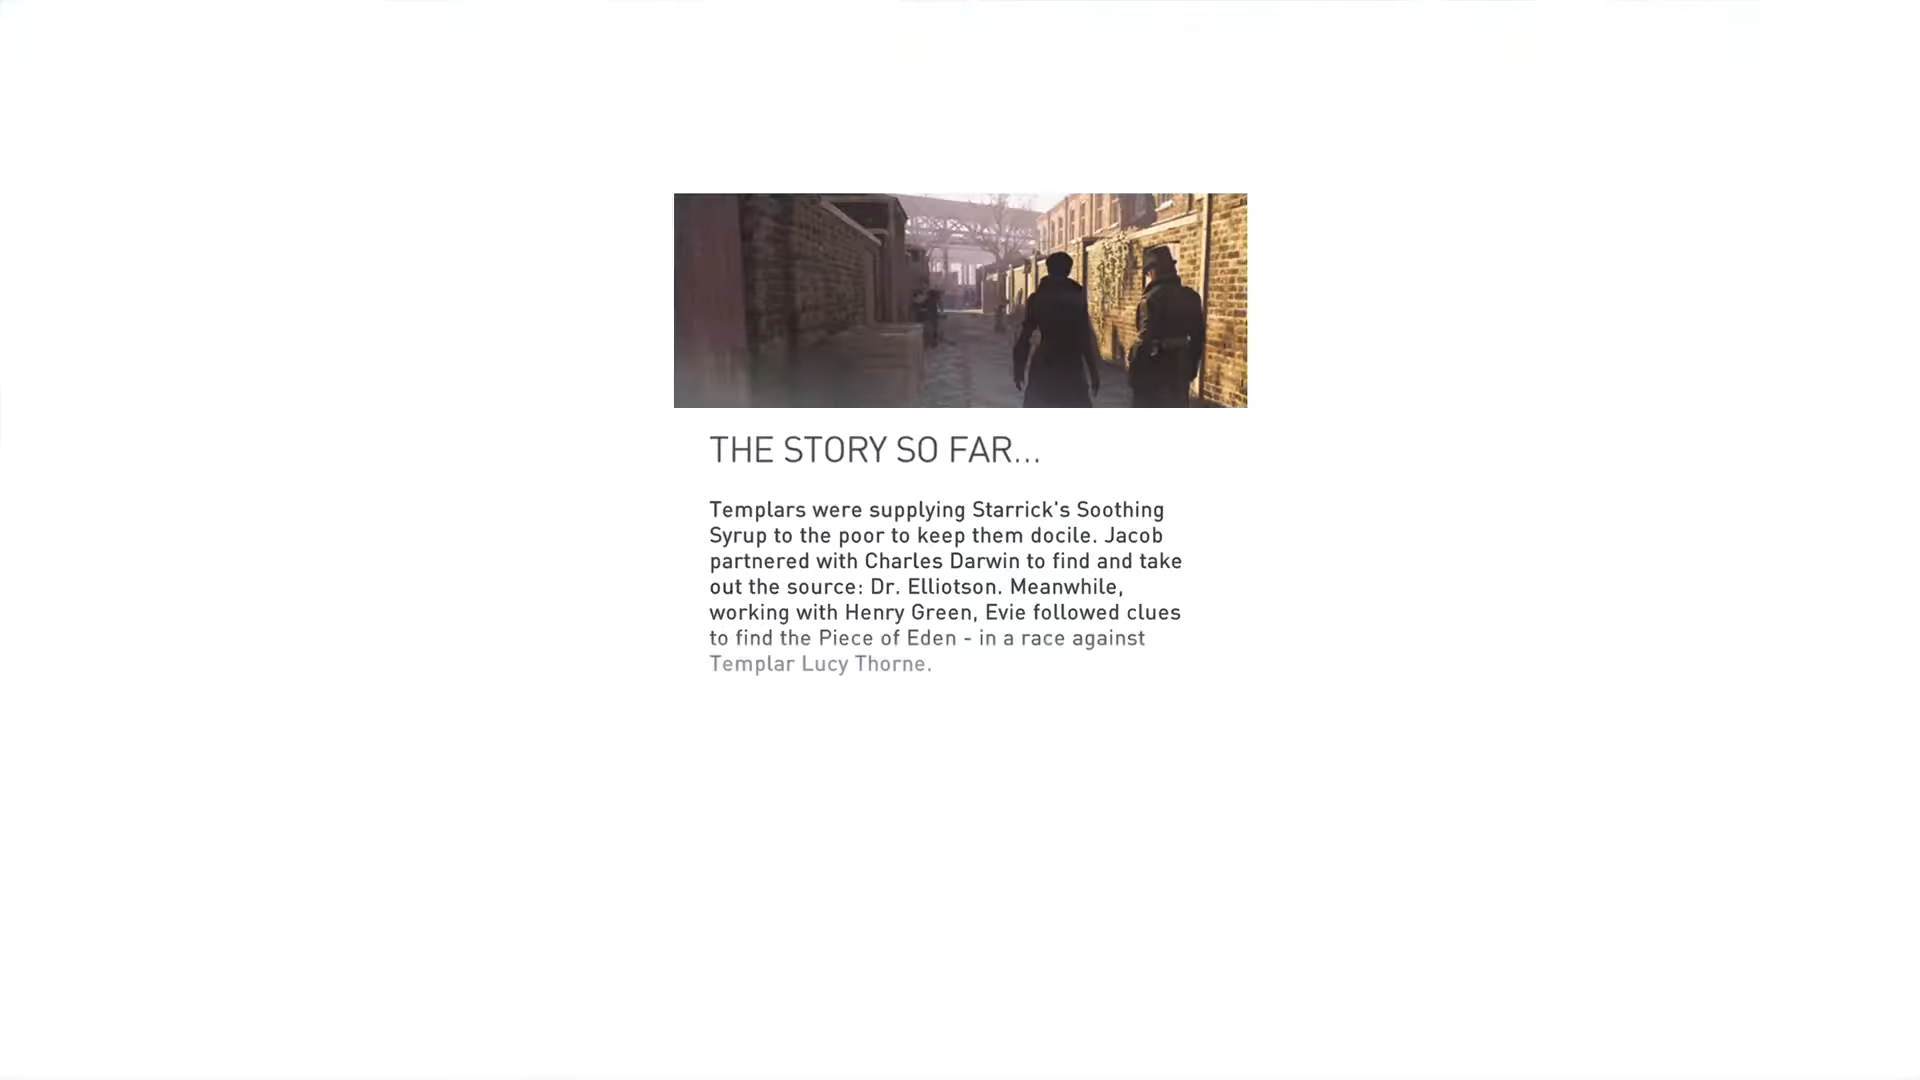 THE STORY SO FAR...
Templars were supplying Starrick's Soothing
Syrup to the poor to keep them docile. Jacob
partnered with Charles Darwin to find and take
out the source: Dr. Elliotson. Meanwhile,
working with Henry Green, Evie followed clues
to find the Piece of Eden - in a race against
Templar Lucy Thorne.